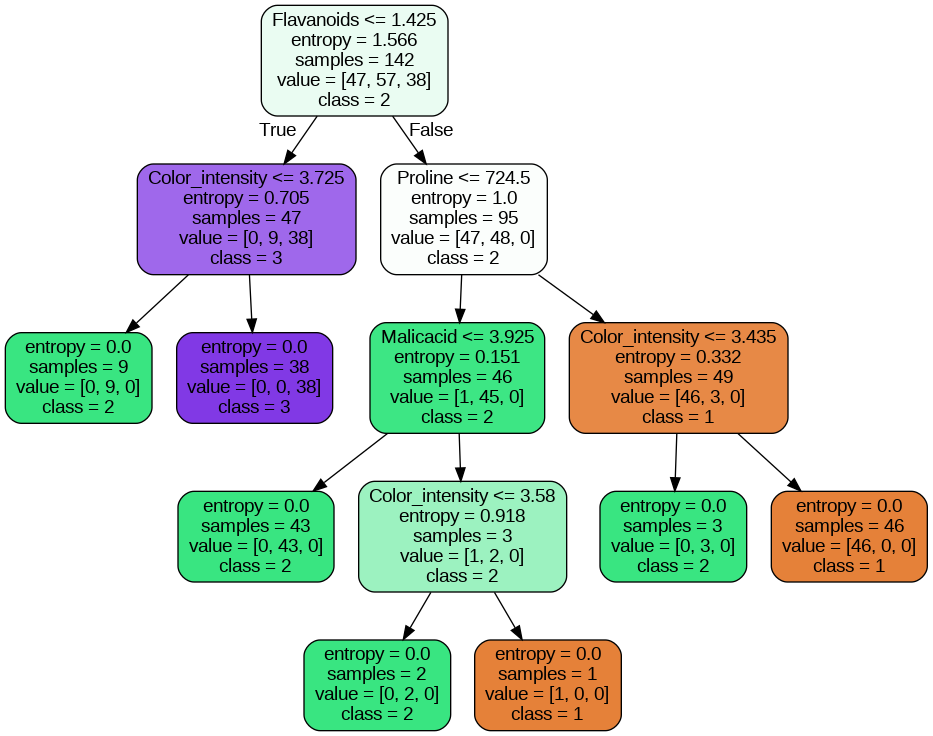 Flavanoids <= 1.425
entropy = 1.566
samples = 142
value = [47, 57, 38]
class = 2
True
False
Color_intensity <= 3.725
entropy = 0.705
samples = 47
value = [0, 9, 38]
class = 3
Proline <= 724.5
entropy = 1.0
samples = 95
value = [47, 48, 0]
class = 2
entropy = 0.0
samples = 9
value = [0, 9, 0]
class = 2
entropy = 0.0
samples = 38
value = [0, 0, 38]
class = 3
Malicacid <= 3.925
entropy = 0.151
samples = 46
value = [1, 45, 0]
class = 2
Color_intensity <= 3.435
entropy = 0.332
samples = 49
value = [46, 3, 0]
class = 1
entropy = 0.0
samples = 43
value = [0, 43, 0]
class = 2
Color_intensity <= 3.58
entropy = 0.918
samples = 3
value = [1, 2, 0]
class = 2
entropy = 0.0
samples = 3
value = [0, 3, 0]
class = 2
entropy = 0.0
samples = 46
value = [46, 0, 0]
class = 1
entropy = 0.0
samples = 2
value = [0, 2, 0]
class = 2
entropy = 0.0
samples = 1
value = [1, 0, 0]
class = 1